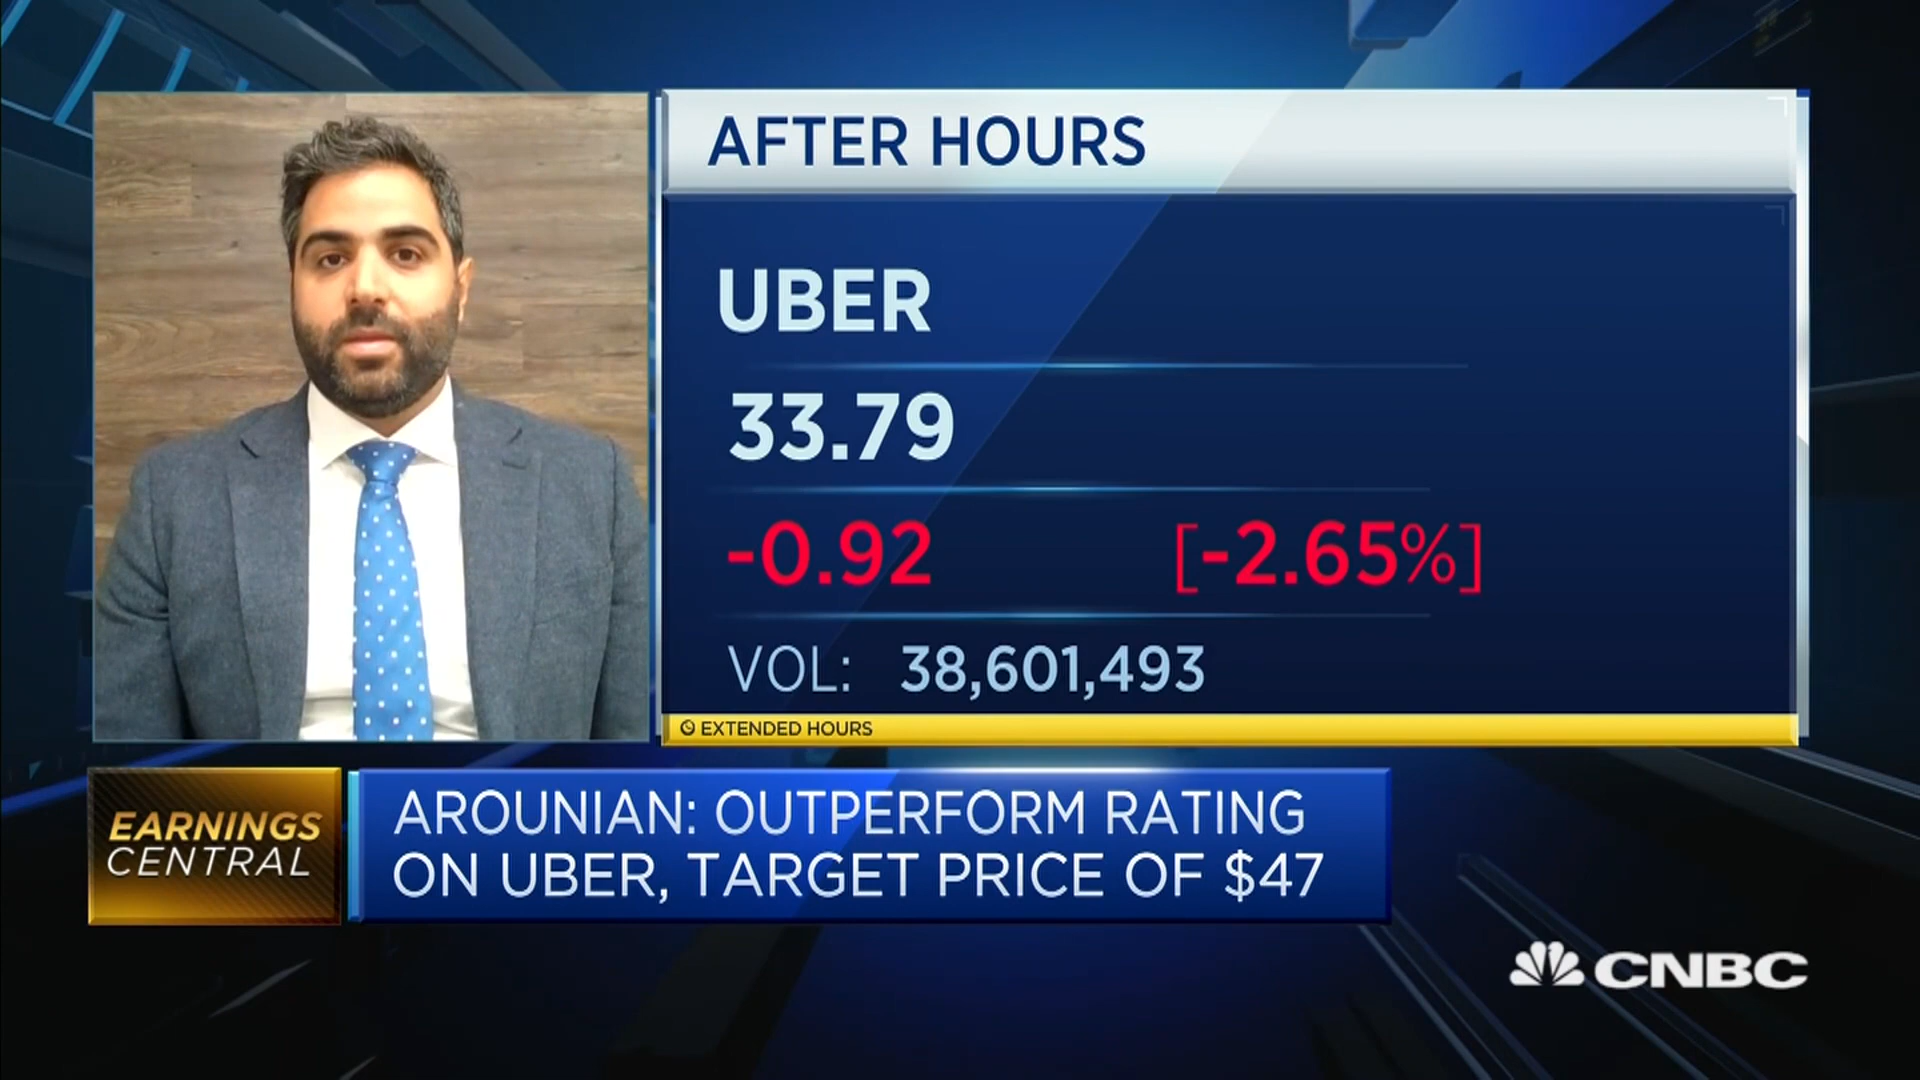 AFTER HOURS
UBER
33.79
-0.92 [-2.65%]
VOL: 38,601,493
EXTENDED HOURS
EARNINGS
CENTRAL
AROUNIAN: OUTPERFORM RATING
ON UBER, TARGET PRICE OF $47
CNBC